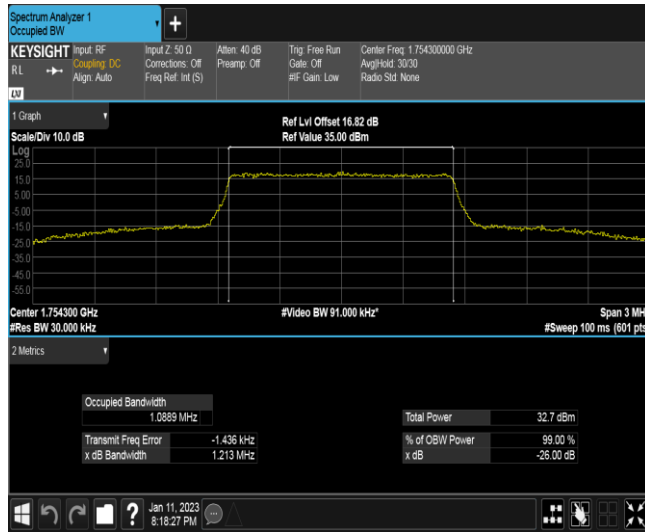 Spectrum Analyzer 1
Occupied BW
KEYSIGHT
RL
LXI
Input: RF
Coupling: DC
Align: Auto
Input Z: 50 Ω
Corrections: Off
Freq Ref: Int (S)
Atten: 40 dB
Preamp: Off
Trig: Free Run
Gate: Off
#IF Gain: Low
Center Freq: 1.754300000 GHz
Avg|Hold: 30/30
Radio Std: None
1 Graph
Scale/Div 10.0 dB
Ref Lvl Offset 16.82 dB
Ref Value 35.00 dBm
Log
25.0
15.0
5.00
-5.00
-15.0
-25.0
-35.0
-45.0
-55.0
Center 1.754300 GHz
#Res BW 30.000 kHz
#Video BW 91.000 kHz*
Span 3 MH
#Sweep 100 ms (601 pts
2 Metrics
Occupied Bandwidth
1.0889 MHz
Total Power 32.7 dBm
Transmit Freq Error -1.436 kHz
% of OBW Power 99.00 %
x dB Bandwidth 1.213 MHz
x dB -26.00 dB
?
Jan 11, 2023
8:18:27 PM